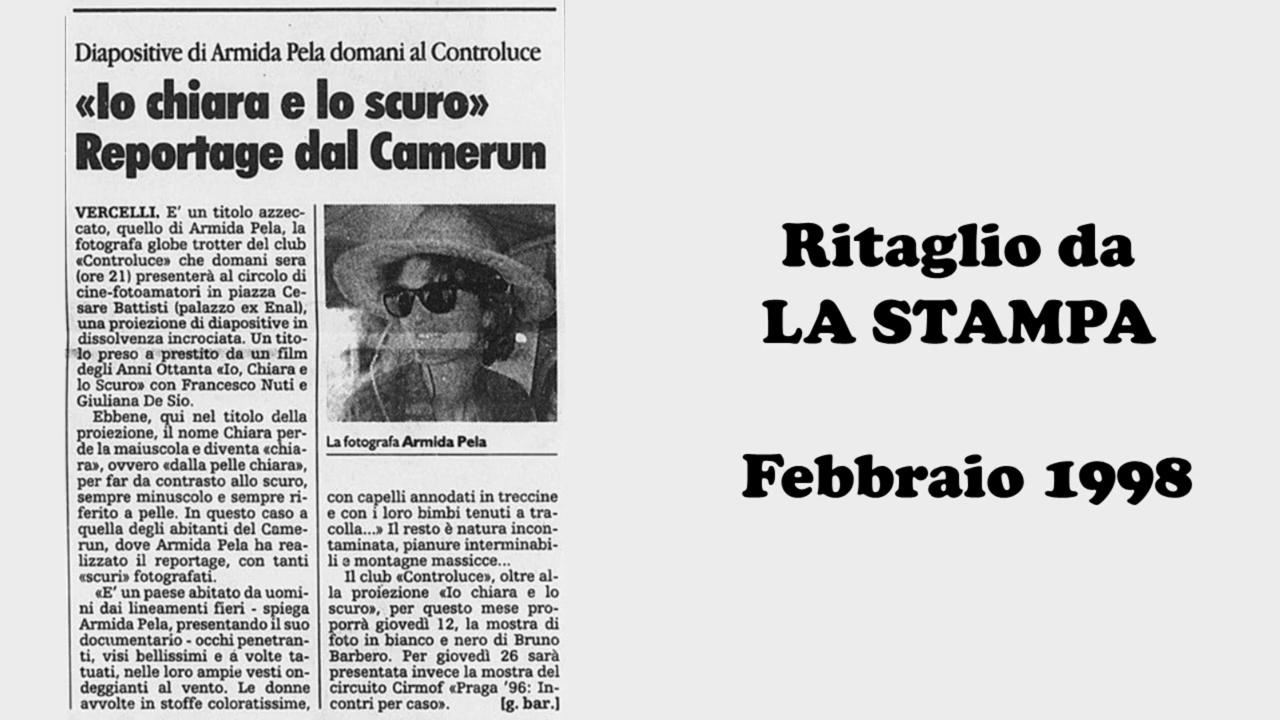 Diapositive di Armida Pela domani al Controluce
«Io chiara e lo scuro»
Reportage dal Camerun
VERCELLI. E' un titolo azzec-
cato, quello di Armida Pela, la
fotografa globe trotter del club
«Controluce» che domani sera
(ore 21) presenterà al circolo di
cine-fotoamatori in piazza Ce-
sare Battisti (palazzo ex Enal),
una proiezione di diapositive in
dissolvenza incrociata. Un tito-
lo preso a prestito da un film
degli Anni Ottanta «Io, Chiara e
lo Scuro» con Francesco Nuti e
Giuliana De Sio.
Ebbene, qui nel titolo della
proiezione, il nome Chiara per-
de la maiuscola e diventa «chia-
ra», ovvero «dalla pelle chiara»,
per far da contrasto allo scuro,
sempre minuscolo e sempre ri-
ferito a pelle. In questo caso a
quella degli abitanti del Came-
run, dove Armida Pela ha rea-
lizzato il reportage, con tanti
«scuri» fotografati.
«E' un paese abitato da uomi-
ni dai lineamenti fieri - spiega
Armida Pela, presentando il suo
documentario - occhi penetran-
ti, visi bellissimi e á volte ta-
tuati, nelle loro ampie vesti on-
deggianti al vento. Le donne
avvolte in stoffe coloratissime,
La fotografa Armida Pela
con capelli annodati in treccine
e con i loro bimbi tenuti a tra-
colla...» Il resto è natura incon-
taminata, pianure interminabi-
li e montagne massicce...
Il club «Controluce», oltre al-
la proiezione «Io chiara e lo
scuro», per questo mese pro-
porrà giovedì 12, la mostra di
foto in bianco e nero di Bruno
Barbero. Per giovedì 26 sarà
presentata invece la mostra del
circuito Cirmof «Praga '96: In-
contri per caso». [g. bar.]
Ritaglio da
LA STAMPA
Febbraio 1998